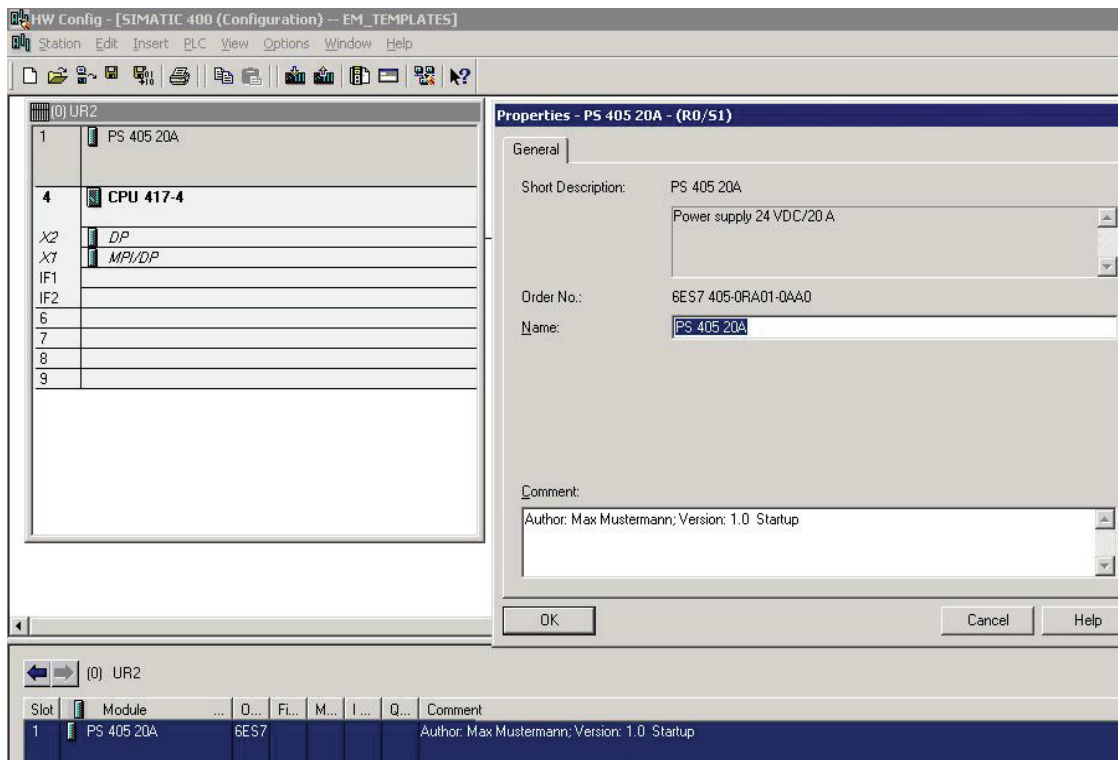 HW Config - [SIMATIC 400 (Configuration) -- EM_TEMPLATES]
Station Edit Insert PLC View Options Window Help
(0) UR2
1 PS 405 20A
4 CPU 417-4
X2 DP
X1 MPI/DP
IF1
IF2
6
7
8
9
Properties - PS 405 20A - (R0/S1)
General
Short Description: PS 405 20A
Power supply 24 VDC/20 A
Order No.: 6ES7 405-0RA01-0AA0
Name: PS 405 20A
Comment:
Author: Max Mustermann; Version: 1.0 Startup
OK Cancel Help
(0) UR2
Slot Module ... O... Fi... M... I ... Q... Comment
1 PS 405 20A 6ES7 Author: Max Mustermann; Version: 1.0 Startup